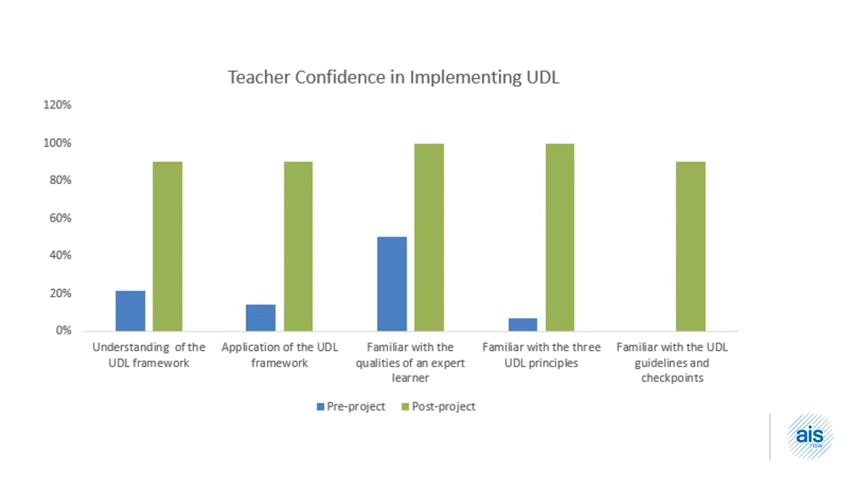 Teacher Confidence in Implementing UDL
120%
100%
80%
60%
40%
20%
0%
Understanding of the
UDL framework
Application of the UDL
framework
Familiar with the
qualities of an expert
learner
Familiar with the three
UDL principles
Familiar with the UDL
guidelines and
checkpoints
Pre-project
Post-project
ais
nsw